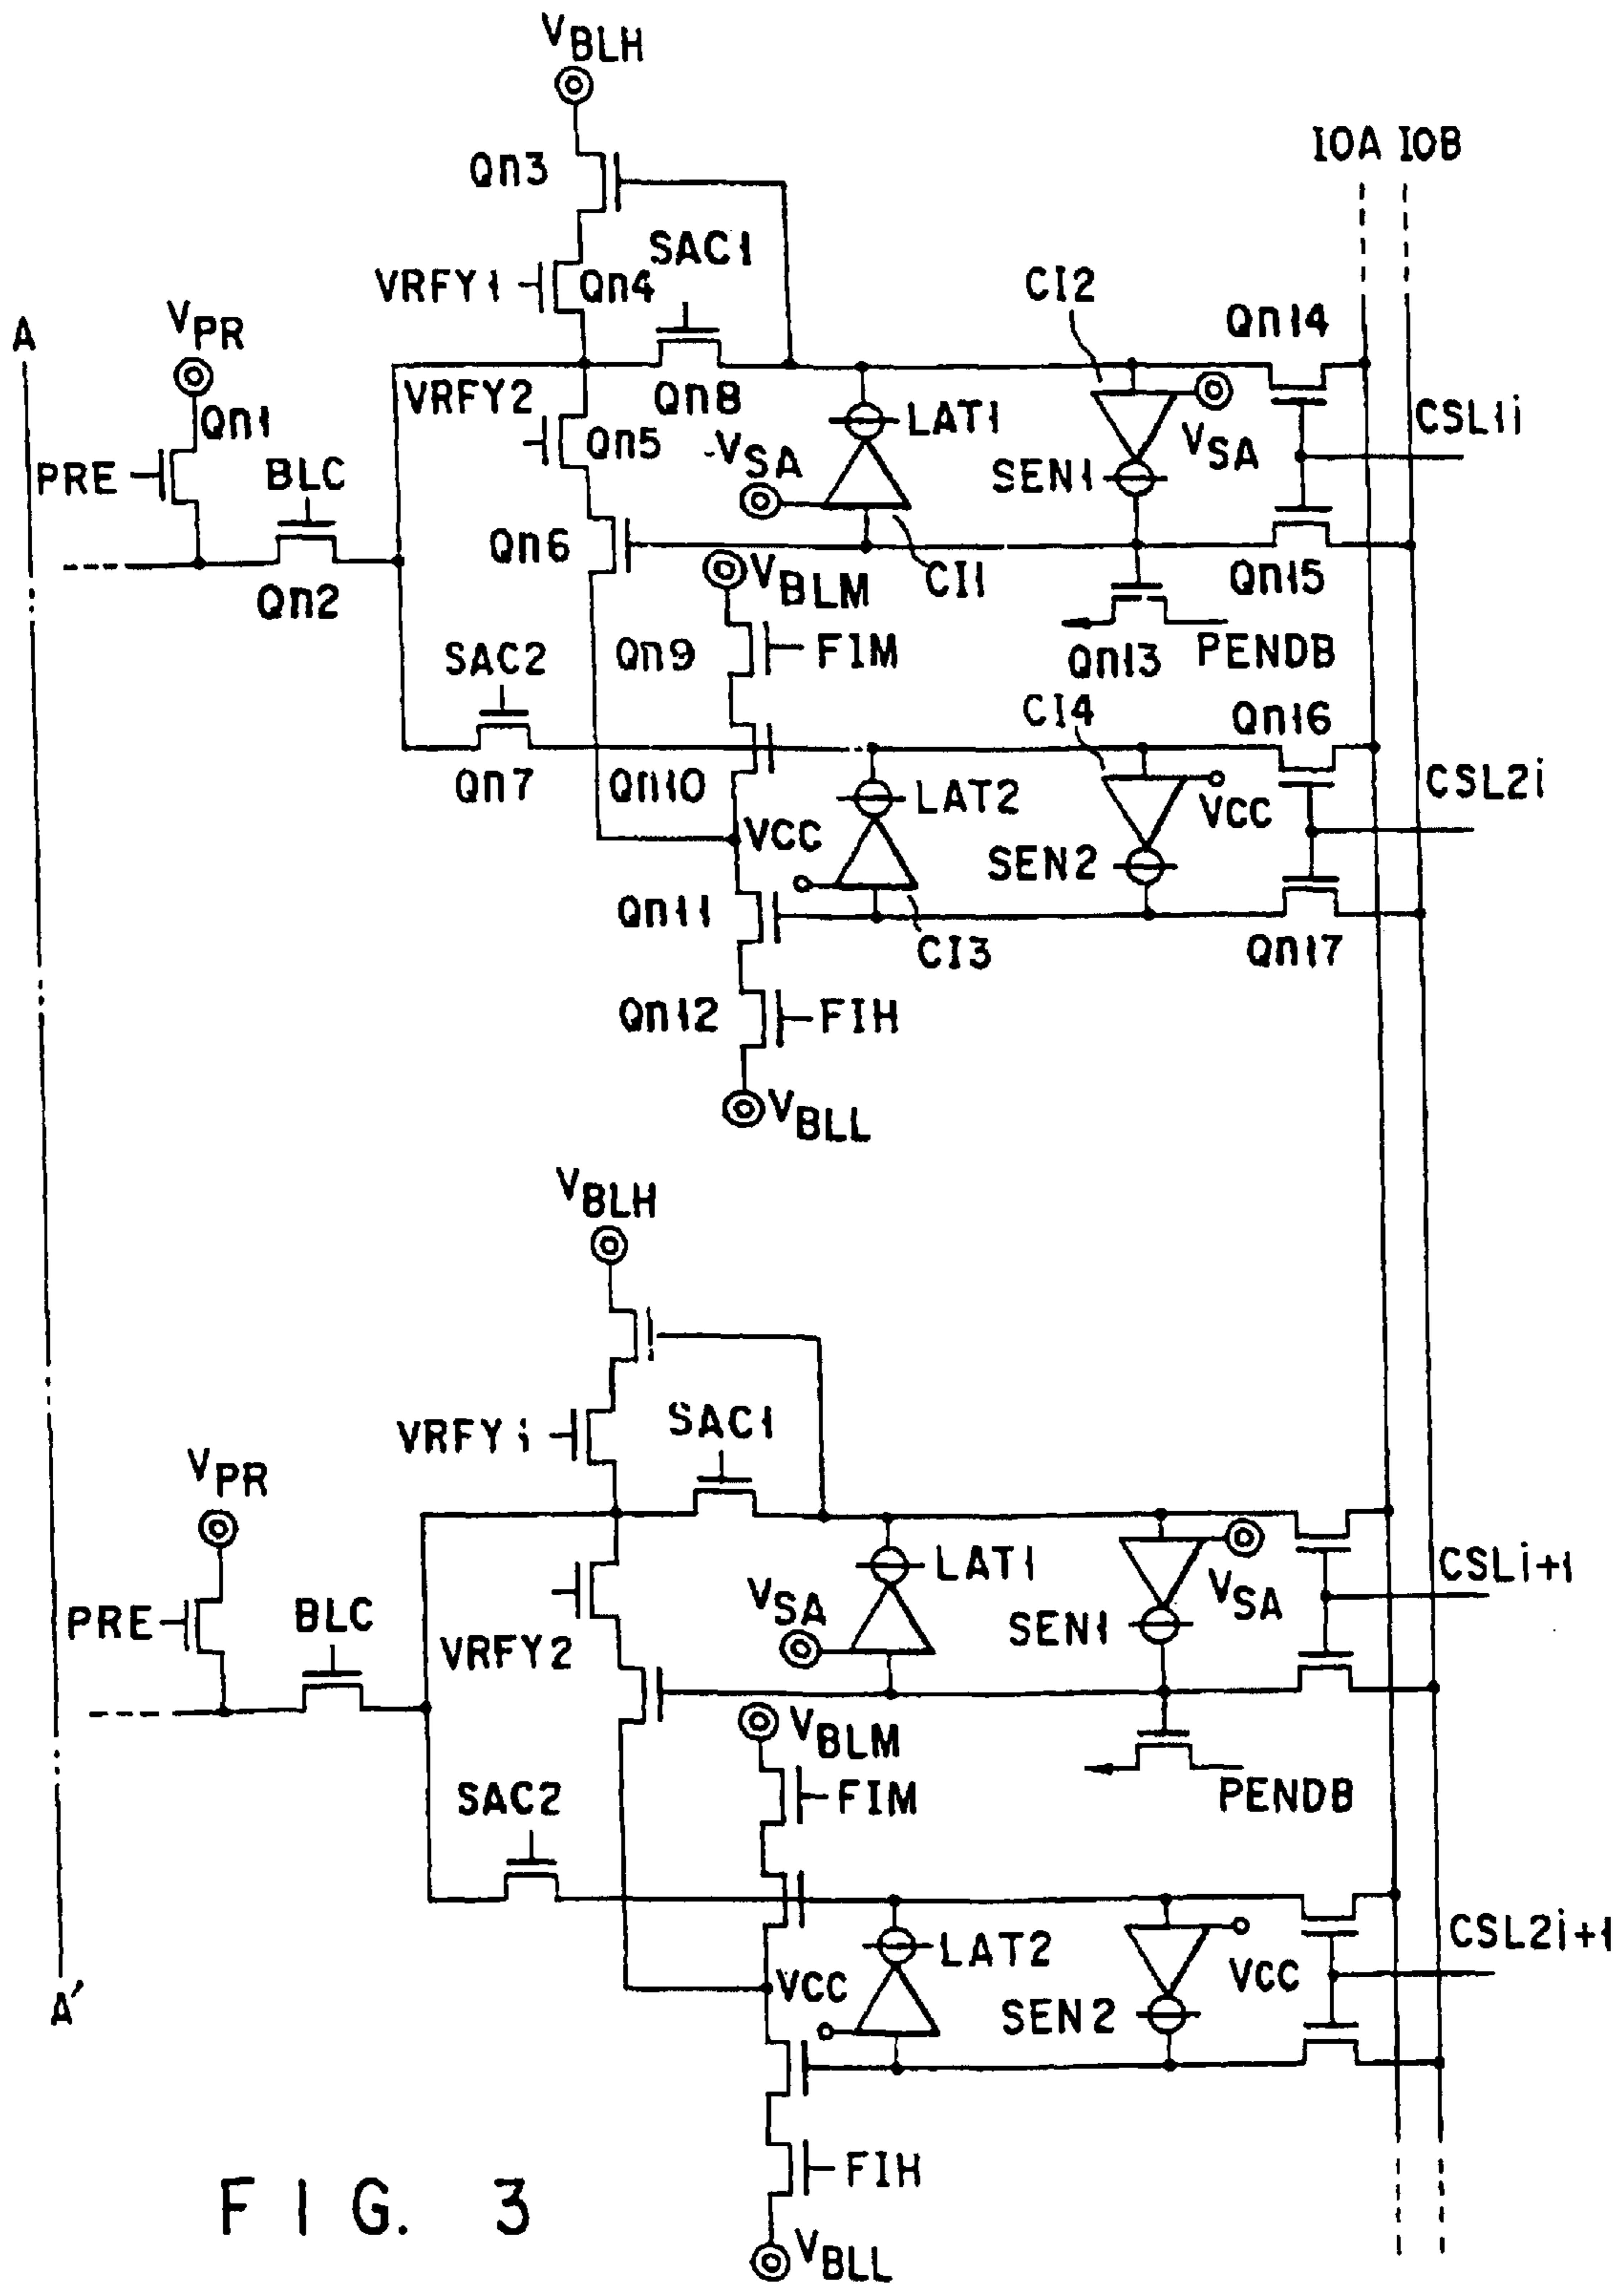 VBLH
IOA IOB
Qn3
SAC1
VRFY1
Qn4
CI2
Qn14
A
VPR
VRFY2
Qn8
LAT1
CSL1i
Qn1
Qn5
VSA
VSA
PRE
BLC
SEN1
Qn6
Qn2
VBLM
CI1
Qn15
SAC2
Qn9
FIM
Qn13
PENDB
CI4
Qn16
Qn7
Qn10
LAT2
VCC
CSL2i
VCC
SEN2
Qn11
CI3
Qn17
Qn12
FIH
VBLL
VBLH
VRFYi
SAC1
VPR
LAT1
CSLi+1
VSA
VSA
PRE
BLC
SEN1
VRFY2
VBLM
SAC2
FIM
PENDB
LAT2
CSL2i+1
VCC
VCC
A'
SEN2
FIH
FIG. 3
VBLL